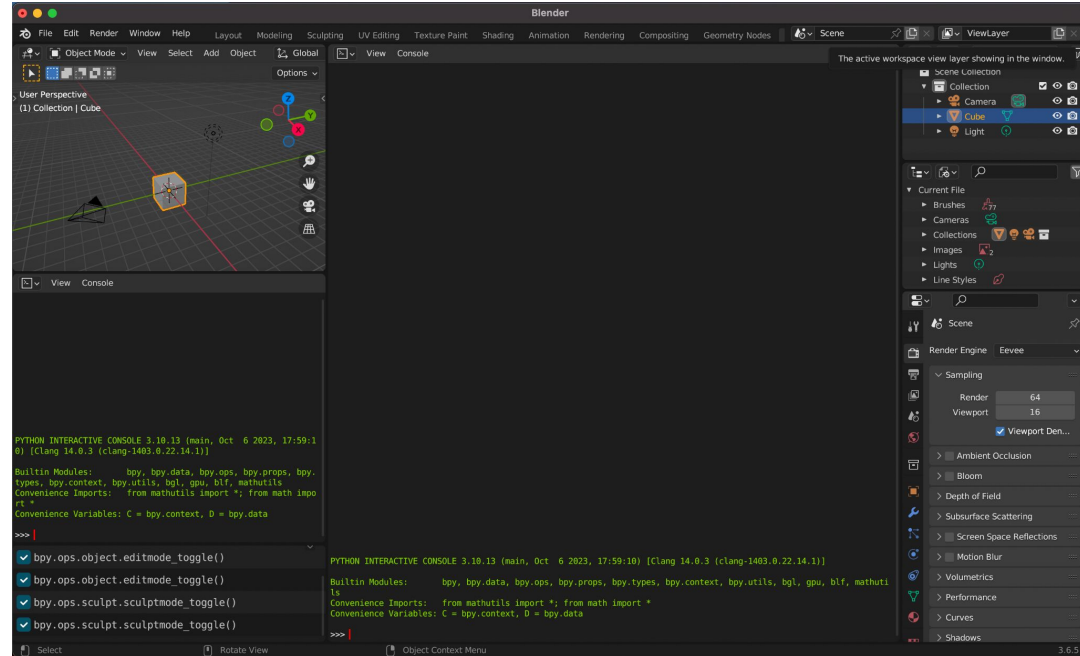 Blender
File Edit Render Window Help Layout Modeling Sculpting UV Editing Texture Paint Shading Animation Rendering Compositing Geometry Nodes Scene ViewLayer
Object Mode View Select Add Object Global
Options
User Perspective
(1) Collection | Cube
Z
Y
X
View Console
The active workspace view layer showing in the window.
Scene Collection
Collection
Camera
Cube
Light
Current File
Brushes 77
Cameras
Collections
Images 2
Lights
Line Styles
View Console
PYTHON INTERACTIVE CONSOLE 3.10.13 (main, Oct 6 2023, 17:59:1
0) [Clang 14.0.3 (clang-1403.0.22.14.1)]
Builtin Modules: bpy, bpy.data, bpy.ops, bpy.props, bpy.
types, bpy.context, bpy.utils, bgl, gpu, blf, mathutils
Convenience Imports: from mathutils import *; from math impo
rt *
Convenience Variables: C = bpy.context, D = bpy.data
>>>
bpy.ops.object.editmode_toggle()
bpy.ops.object.editmode_toggle()
bpy.ops.sculpt.sculptmode_toggle()
bpy.ops.sculpt.sculptmode_toggle()
PYTHON INTERACTIVE CONSOLE 3.10.13 (main, Oct 6 2023, 17:59:10) [Clang 14.0.3 (clang-1403.0.22.14.1)]
Builtin Modules: bpy, bpy.data, bpy.ops, bpy.props, bpy.types, bpy.context, bpy.utils, bgl, gpu, blf, mathuti
ls
Convenience Imports: from mathutils import *; from math import *
Convenience Variables: C = bpy.context, D = bpy.data
>>>
Scene
Render Engine Eevee
Sampling
Render 64
Viewport 16
Viewport Den...
Ambient Occlusion
Bloom
Depth of Field
Subsurface Scattering
Screen Space Reflections
Motion Blur
Volumetrics
Performance
Curves
Shadows
Select Rotate View Object Context Menu 3.6.5